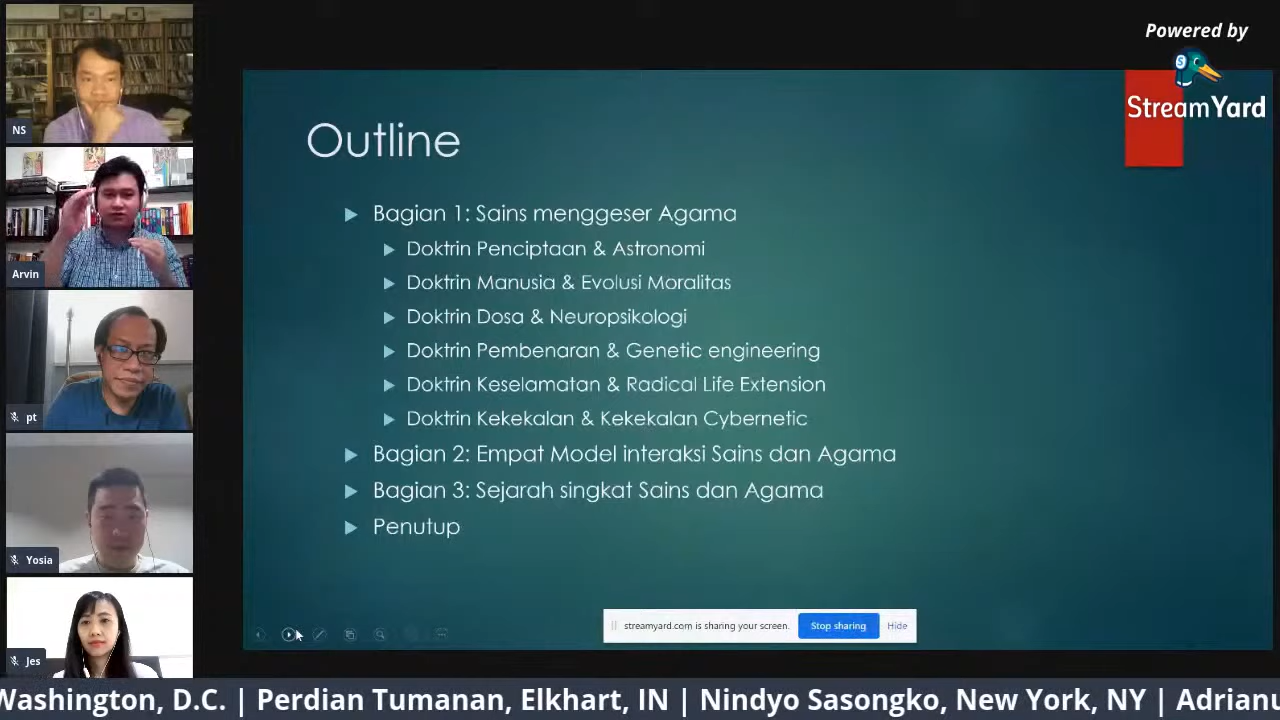 Powered by
StreamYard
Outline
Bagian 1: Sains menggeser Agama
Doktrin Penciptaan & Astronomi
Doktrin Manusia & Evolusi Moralitas
Doktrin Dosa & Neuropsikologi
Doktrin Pembenaran & Genetic engineering
Doktrin Keselamatan & Radical Life Extension
Doktrin Kekekalan & Kekekalan Cybernetic
Bagian 2: Empat Model interaksi Sains dan Agama
Bagian 3: Sejarah singkat Sains dan Agama
Penutup
NS
Arvin
pt
Yosia
Jes
streamyard.com is sharing your screen.
Stop sharing
Hide
Washington, D.C. | Perdian Tumanan, Elkhart, IN | Nindyo Sasongko, New York, NY | Adrianu